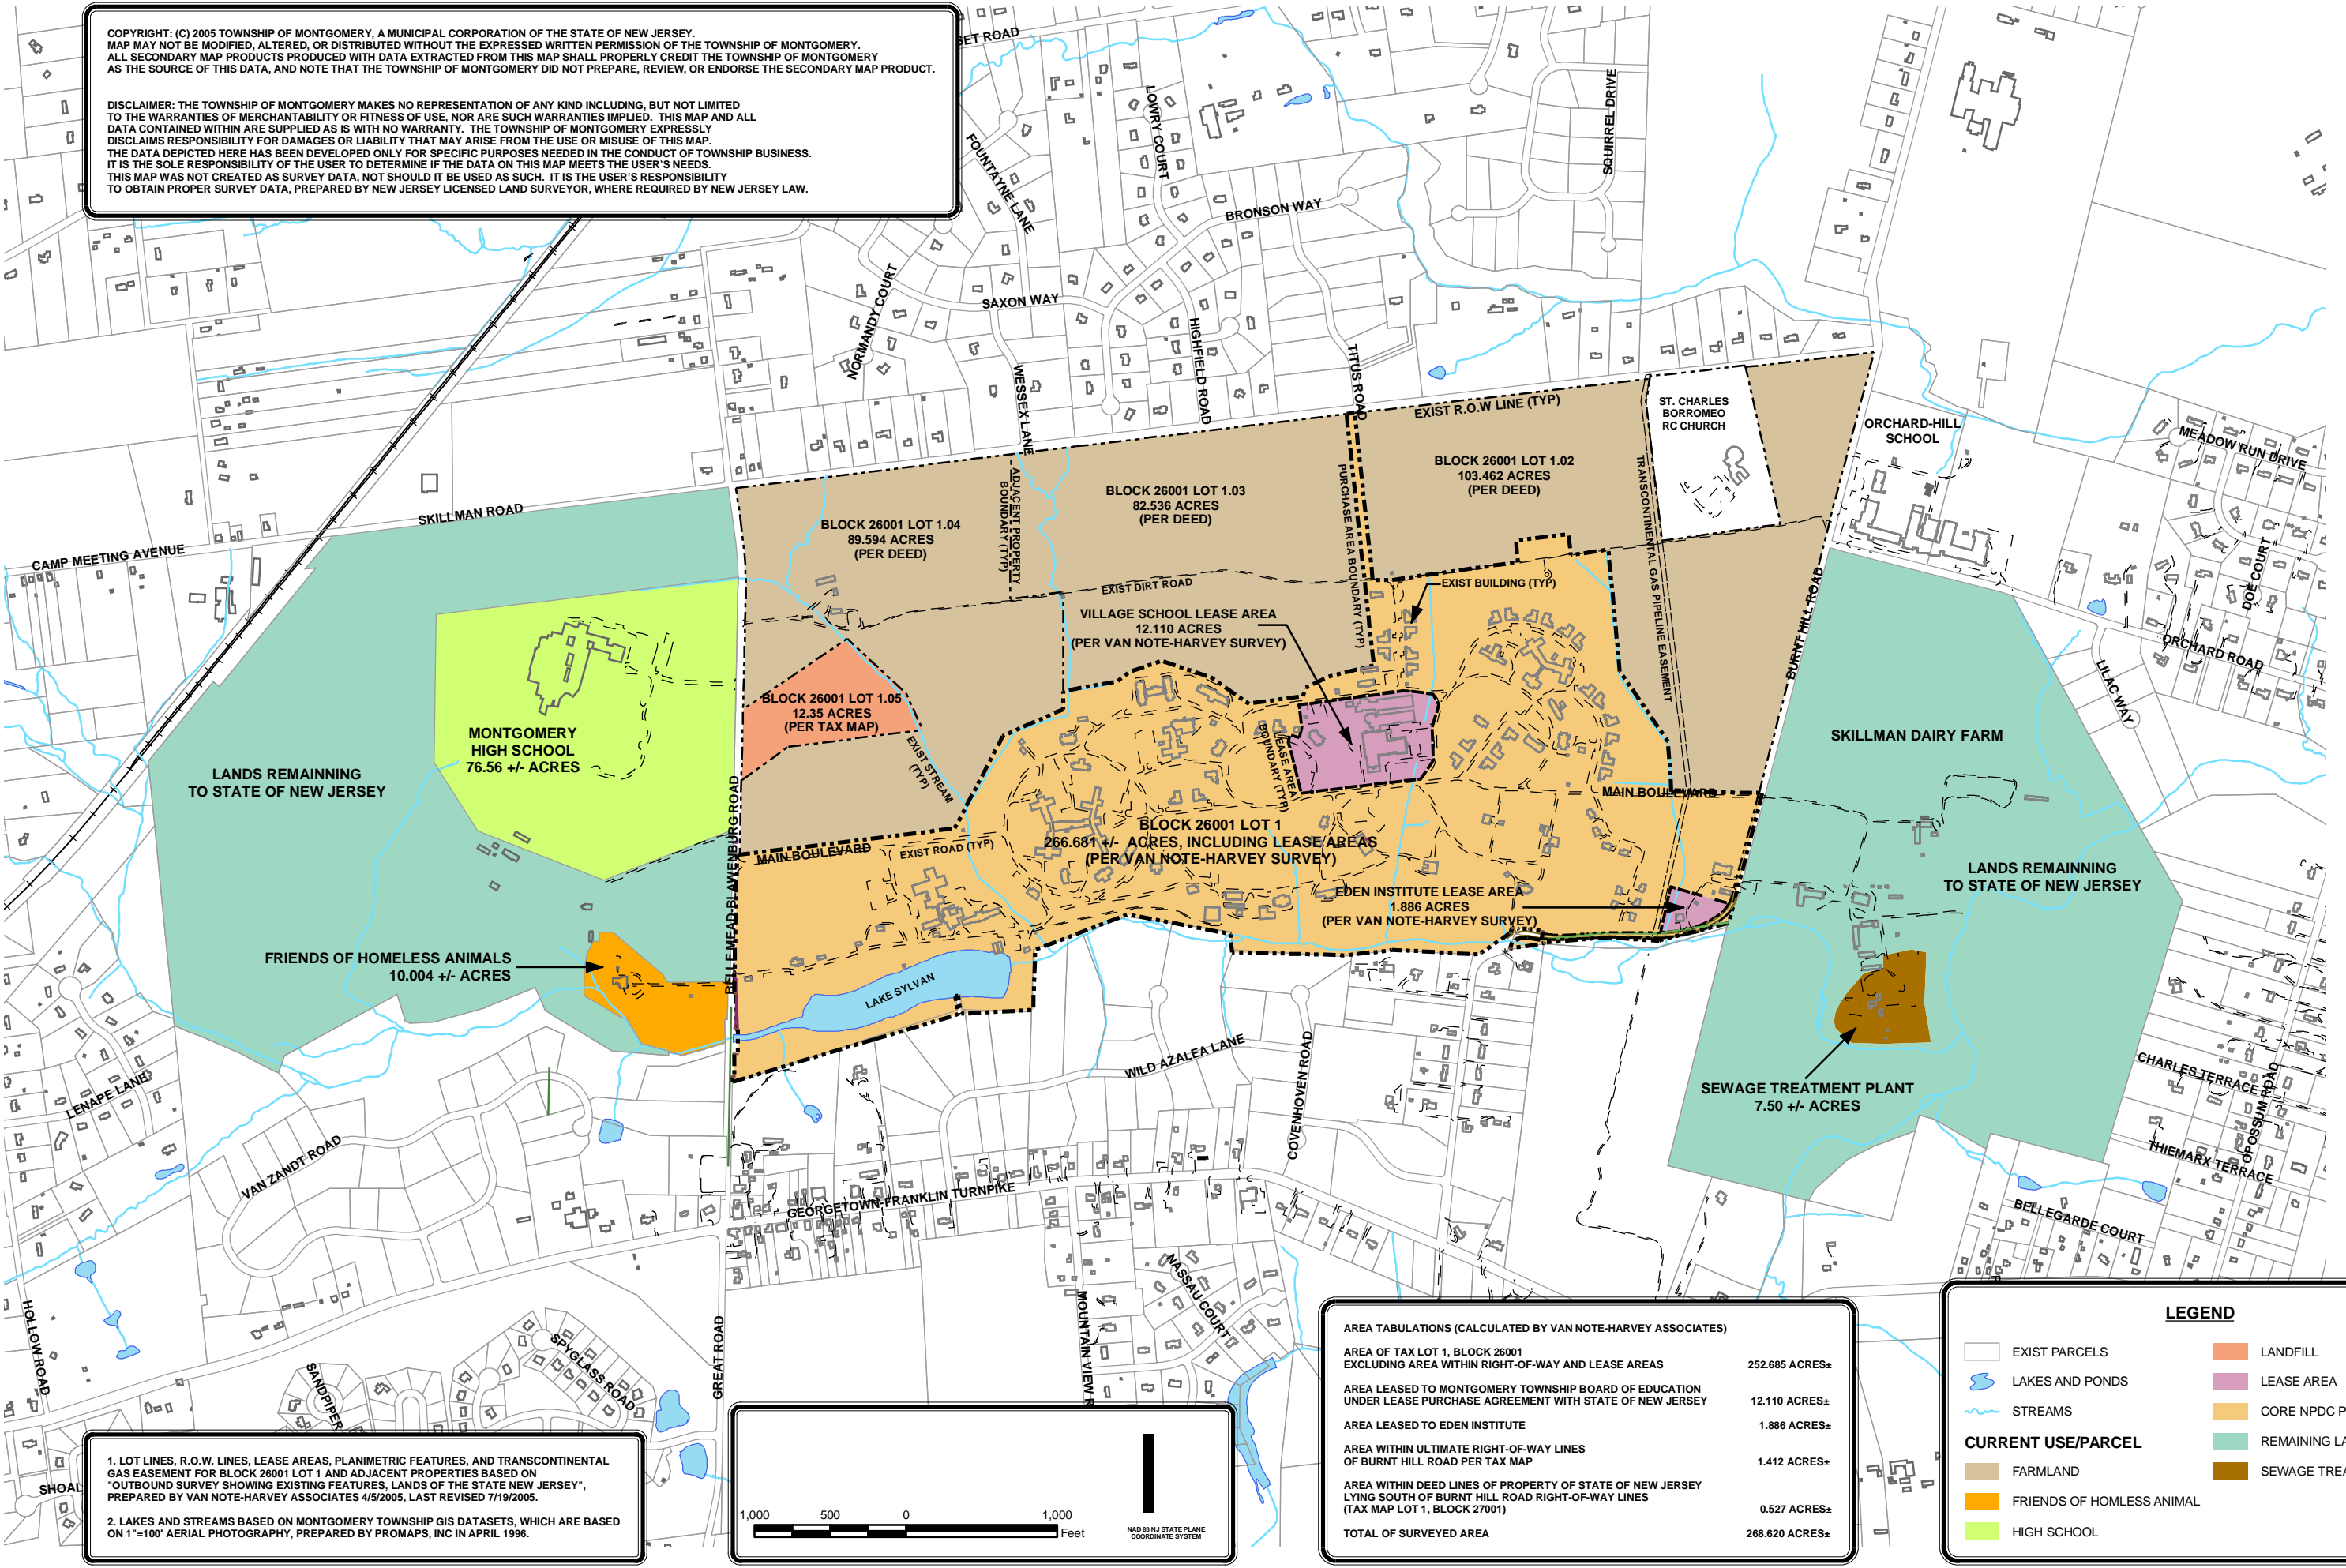 COPYRIGHT: (C) 2005 TOWNSHIP OF MONTGOMERY, A MUNICIPAL CORPORATION OF THE STATE OF NEW JERSEY.
MAP MAY NOT BE MODIFIED, ALTERED, OR DISTRIBUTED WITHOUT THE EXPRESSED WRITTEN PERMISSION OF THE TOWNSHIP OF MONTGOMERY.
ALL SECONDARY MAP PRODUCTS PRODUCED WITH DATA EXTRACTED FROM THIS MAP SHALL PROPERLY CREDIT THE TOWNSHIP OF MONTGOMERY
AS THE SOURCE OF THIS DATA, AND NOTE THAT THE TOWNSHIP OF MONTGOMERY DID NOT PREPARE, REVIEW, OR ENDORSE THE SECONDARY MAP PRODUCT.
DISCLAIMER: THE TOWNSHIP OF MONTGOMERY MAKES NO REPRESENTATION OF ANY KIND INCLUDING, BUT NOT LIMITED
TO THE WARRANTIES OF MERCHANTABILITY OR FITNESS OF USE, NOR ARE SUCH WARRANTIES IMPLIED. THIS MAP AND ALL
DATA CONTAINED WITHIN ARE SUPPLIED AS IS WITH NO WARRANTY. THE TOWNSHIP OF MONTGOMERY EXPRESSLY
DISCLAIMS RESPONSIBILITY FOR DAMAGES OR LIABILITY THAT MAY ARISE FROM THE USE OR MISUSE OF THIS MAP.
THE DATA DEPICTED HERE HAS BEEN DEVELOPED ONLY FOR SPECIFIC PURPOSES NEEDED IN THE CONDUCT OF TOWNSHIP BUSINESS.
IT IS THE SOLE RESPONSIBILITY OF THE USER TO DETERMINE IF THE DATA ON THIS MAP MEETS THE USER'S NEEDS.
THIS MAP WAS NOT CREATED AS SURVEY DATA, NOT SHOULD IT BE USED AS SUCH. IT IS THE USER'S RESPONSIBILITY
TO OBTAIN PROPER SURVEY DATA, PREPARED BY NEW JERSEY LICENSED LAND SURVEYOR, WHERE REQUIRED BY NEW JERSEY LAW.
SET ROAD
FOUNTAYNE LANE
LOWRY COURT
SQUIRREL DRIVE
BRONSON WAY
NORMANDY COURT
SAXON WAY
WESSEX LANE
HIGHFIELD ROAD
TITUS ROAD
EXIST R.O.W LINE (TYP)
ST. CHARLES
BORROMEO
RC CHURCH
ORCHARD-HILL
SCHOOL
MEADOW RUN DRIVE
DOE COURT
ORCHARD ROAD
LILAC WAY
SKILLMAN ROAD
CAMP MEETING AVENUE
BLOCK 26001 LOT 1.04
89.594 ACRES
(PER DEED)
ADJACENT PROPERTY
BOUNDARY (TYP)
BLOCK 26001 LOT 1.03
82.536 ACRES
(PER DEED)
PURCHASE AREA BOUNDARY (TYP)
BLOCK 26001 LOT 1.02
103.462 ACRES
(PER DEED)
TRANSCONTINENTAL GAS PIPELINE EASEMENT
BURNT HILL ROAD
EXIST DIRT ROAD
EXIST BUILDING (TYP)
VILLAGE SCHOOL LEASE AREA
12.110 ACRES
(PER VAN NOTE-HARVEY SURVEY)
BLOCK 26001 LOT 1.05
12.35 ACRES
(PER TAX MAP)
EXIST STREAM
(TYP)
LEASE AREA
BOUNDARY (TYP)
MONTGOMERY
HIGH SCHOOL
76.56 +/- ACRES
LANDS REMAINNING
TO STATE OF NEW JERSEY
SKILLMAN DAIRY FARM
MAIN BOULEVARD
BELLEMEAD-BLAWENBURG ROAD
MAIN BOULEVARD
EXIST ROAD (TYP)
BLOCK 26001 LOT 1
266.681 +/- ACRES, INCLUDING LEASE AREAS
(PER VAN NOTE-HARVEY SURVEY)
EDEN INSTITUTE LEASE AREA
1.886 ACRES
(PER VAN NOTE-HARVEY SURVEY)
LANDS REMAINNING
TO STATE OF NEW JERSEY
FRIENDS OF HOMELESS ANIMALS
10.004 +/- ACRES
LAKE SYLVAN
WILD AZALEA LANE
COVENHOVEN ROAD
SEWAGE TREATMENT PLANT
7.50 +/- ACRES
CHARLES TERRACE
OPOSSUM ROAD
THIEMARX TERRACE
BELLEGARDE COURT
LENAPE LANE
VAN ZANDT ROAD
GEORGETOWN-FRANKLIN TURNPIKE
NASSAU COURT
MOUNTAIN VIEW R
HOLLOW ROAD
SANDPIPER
SPYGLASS ROAD
GREAT ROAD
SHOAL
1. LOT LINES, R.O.W. LINES, LEASE AREAS, PLANIMETRIC FEATURES, AND TRANSCONTINENTAL
GAS EASEMENT FOR BLOCK 26001 LOT 1 AND ADJACENT PROPERTIES BASED ON
"OUTBOUND SURVEY SHOWING EXISTING FEATURES, LANDS OF THE STATE NEW JERSEY",
PREPARED BY VAN NOTE-HARVEY ASSOCIATES 4/5/2005, LAST REVISED 7/19/2005.
2. LAKES AND STREAMS BASED ON MONTGOMERY TOWNSHIP GIS DATASETS, WHICH ARE BASED
ON 1"=100' AERIAL PHOTOGRAPHY, PREPARED BY PROMAPS, INC IN APRIL 1996.
1,000 500 0 1,000
Feet
NAD 83 NJ STATE PLANE
COORDINATE SYSTEM
AREA TABULATIONS (CALCULATED BY VAN NOTE-HARVEY ASSOCIATES)
AREA OF TAX LOT 1, BLOCK 26001
EXCLUDING AREA WITHIN RIGHT-OF-WAY AND LEASE AREAS 252.685 ACRES±
AREA LEASED TO MONTGOMERY TOWNSHIP BOARD OF EDUCATION
UNDER LEASE PURCHASE AGREEMENT WITH STATE OF NEW JERSEY 12.110 ACRES±
AREA LEASED TO EDEN INSTITUTE 1.886 ACRES±
AREA WITHIN ULTIMATE RIGHT-OF-WAY LINES
OF BURNT HILL ROAD PER TAX MAP 1.412 ACRES±
AREA WITHIN DEED LINES OF PROPERTY OF STATE OF NEW JERSEY
LYING SOUTH OF BURNT HILL ROAD RIGHT-OF-WAY LINES
(TAX MAP LOT 1, BLOCK 27001) 0.527 ACRES±
TOTAL OF SURVEYED AREA 268.620 ACRES±
LEGEND
EXIST PARCELS
LAKES AND PONDS
STREAMS
CURRENT USE/PARCEL
FARMLAND
FRIENDS OF HOMLESS ANIMAL
HIGH SCHOOL
LANDFILL
LEASE AREA
CORE NPDC P
REMAINING LA
SEWAGE TREA